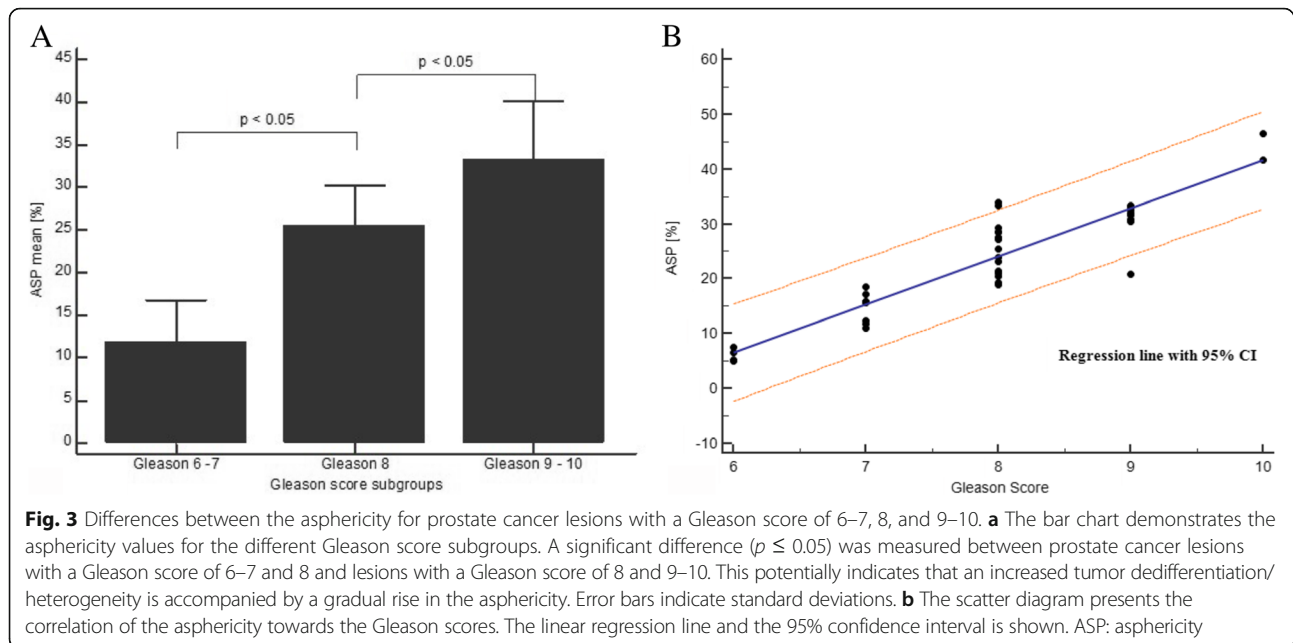 A
45
40
35
30
25
20
15
10
5
0
ASP mean [%]
p < 0.05
p < 0.05
Gleason 6 -7
Gleason 8
Gleason 9 - 10
Gleason score subgroups
B
60
50
40
30
20
10
0
-10
ASP [%]
Regression line with 95% CI
6
7
8
9
10
Gleason Score
Fig. 3 Differences between the asphericity for prostate cancer lesions with a Gleason score of 6–7, 8, and 9–10. a The bar chart demonstrates the
asphericity values for the different Gleason score subgroups. A significant difference (p ≤ 0.05) was measured between prostate cancer lesions
with a Gleason score of 6–7 and 8 and lesions with a Gleason score of 8 and 9–10. This potentially indicates that an increased tumor dedifferentiation/
heterogeneity is accompanied by a gradual rise in the asphericity. Error bars indicate standard deviations. b The scatter diagram presents the
correlation of the asphericity towards the Gleason scores. The linear regression line and the 95% confidence interval is shown. ASP: asphericity